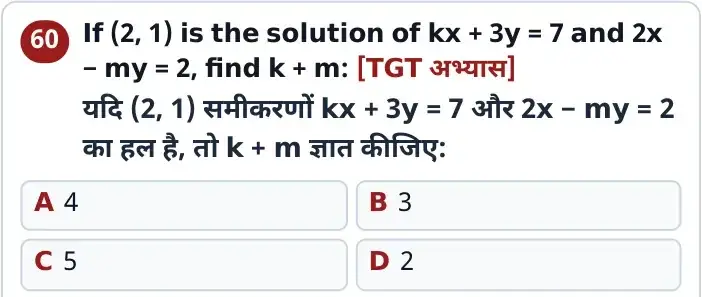 60 If (2, 1) is the solution of kx + 3y = 7 and 2x
− my = 2, find k + m: [TGT अभ्यास]
यदि (2, 1) समीकरणों kx + 3y = 7 और 2x − my = 2
का हल है, तो k + m ज्ञात कीजिए:
A 4
B 3
C 5
D 2